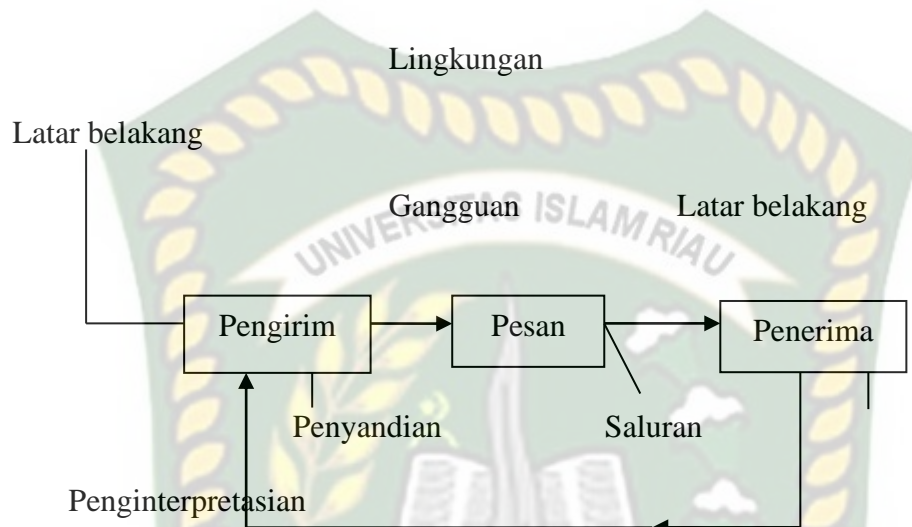 Lingkungan
Latar belakang
Gangguan
Latar belakang
UNIVERSITAS ISLAM RIAU
Pengirim
Pesan
Penerima
Penyandian
Saluran
Penginterpretasian